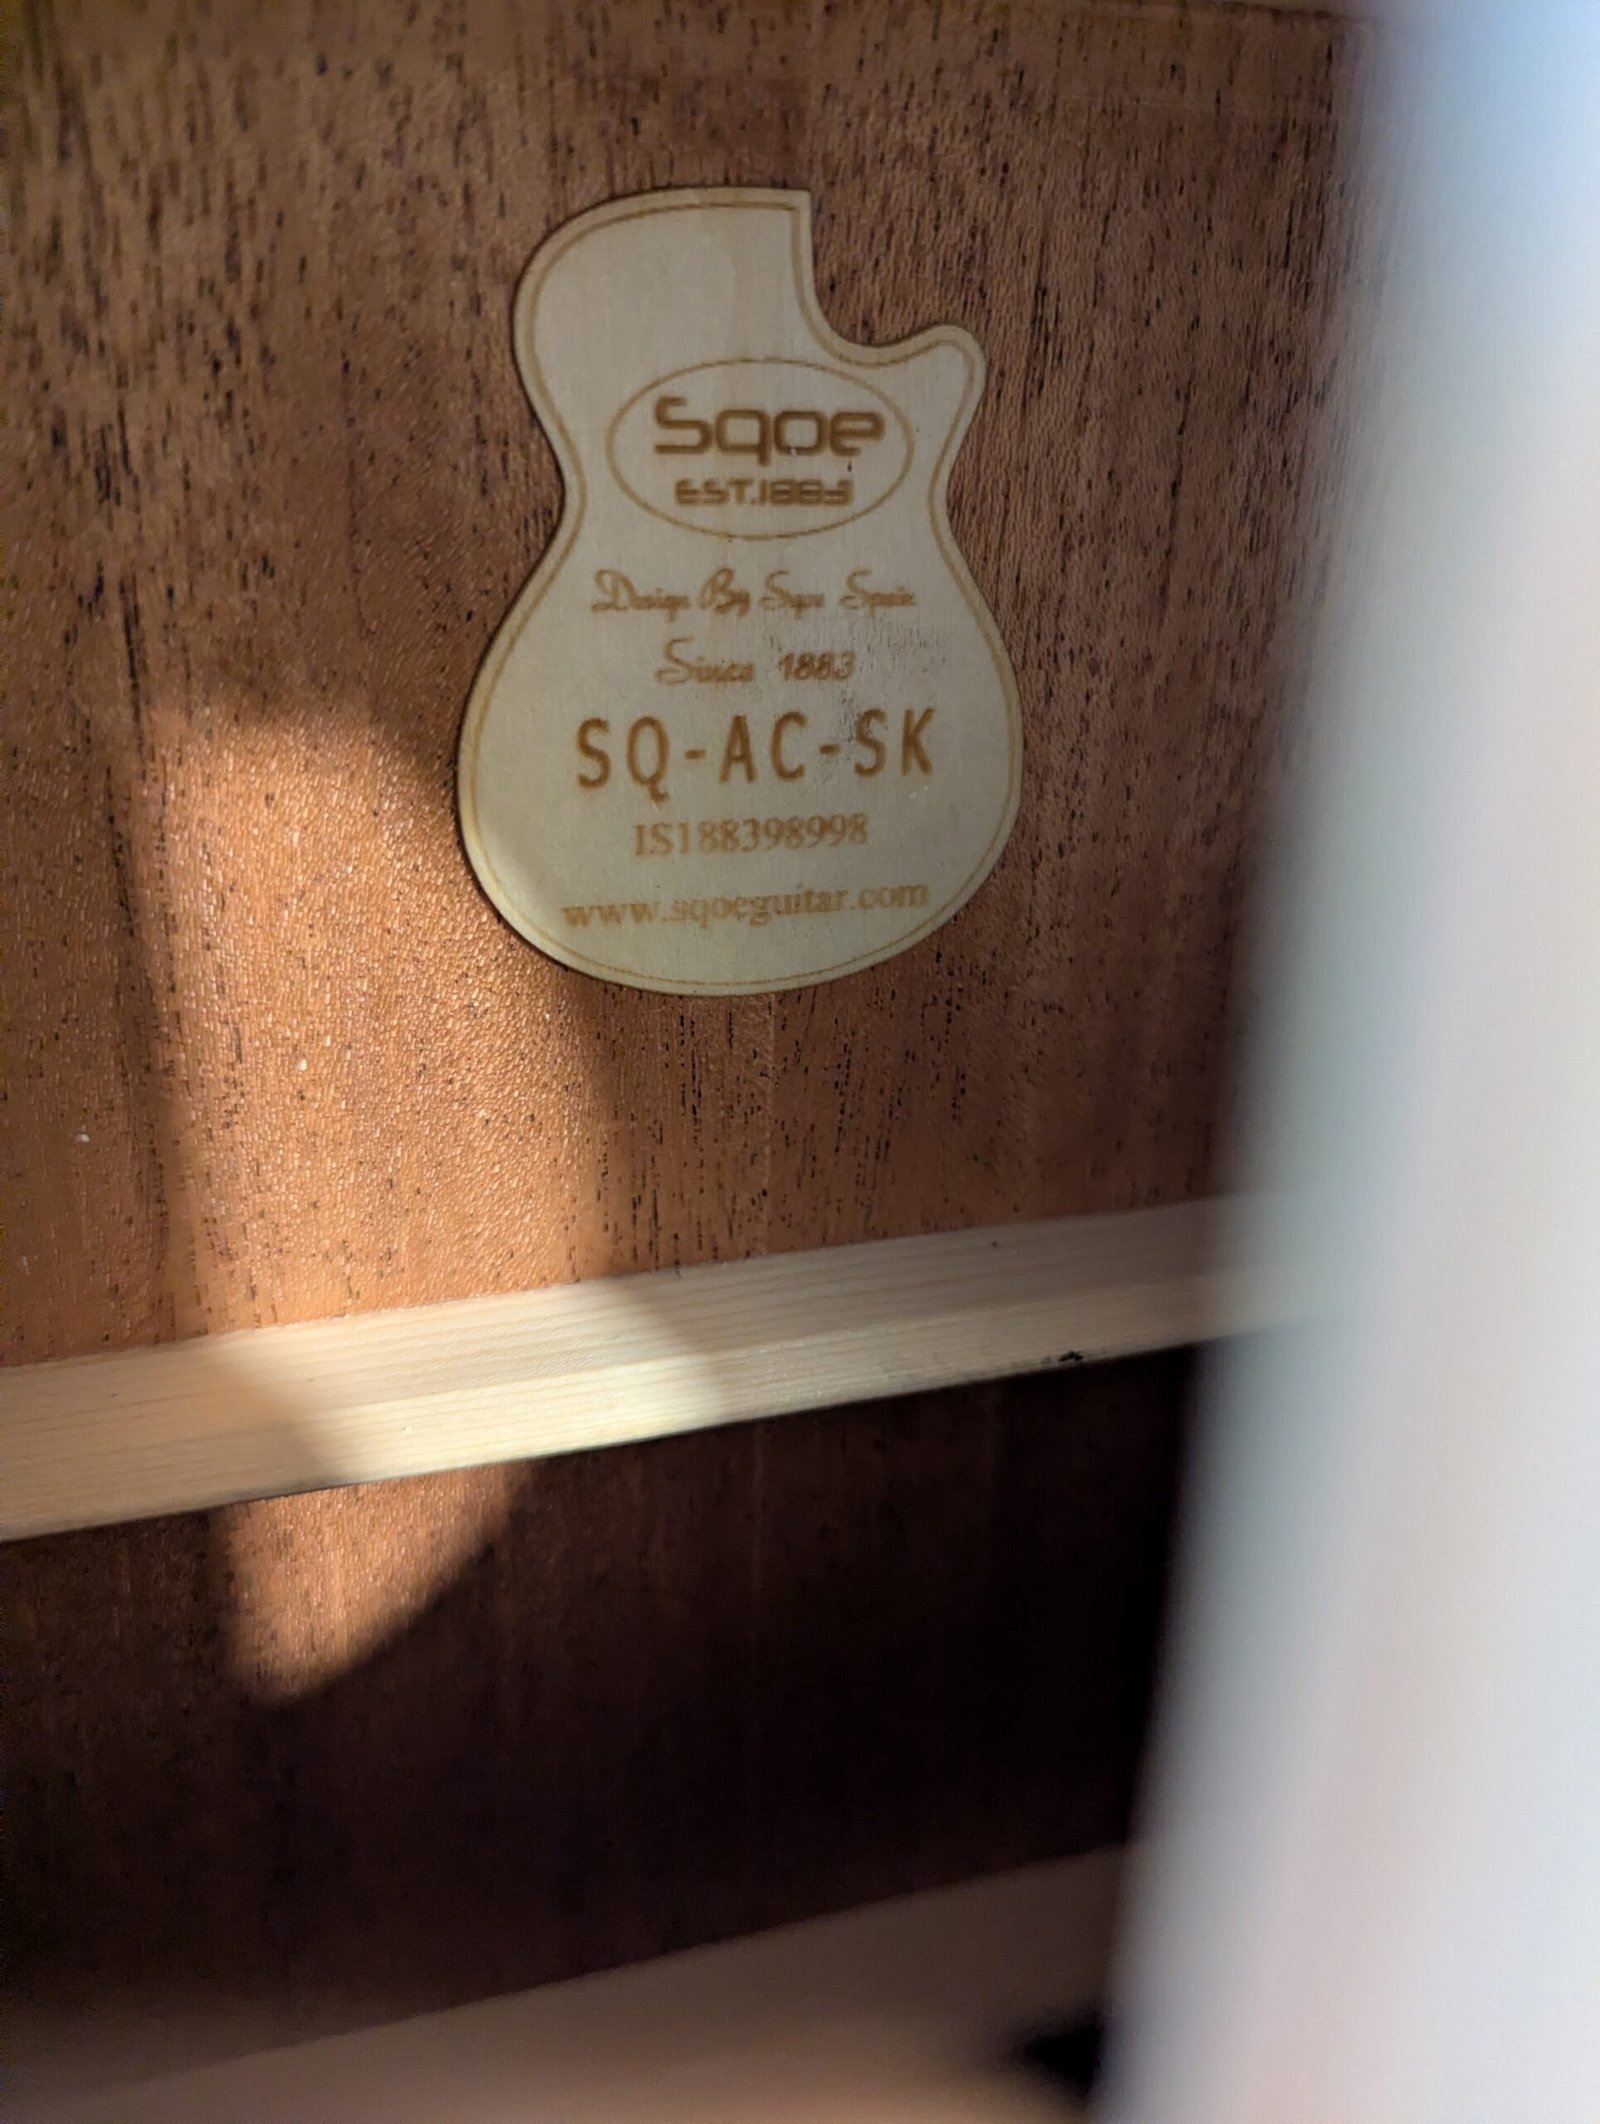 Sqoe
EST.1883
Design By Sqoe Spain
Since 1883
SQ-AC-SK
IS188398998
www.sqoeguitar.com